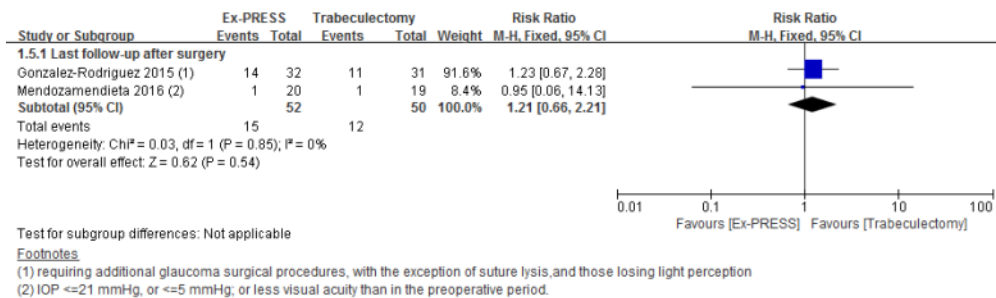 Ex-PRESS Trabeculectomy Risk Ratio Risk Ratio
Study or Subgroup Events Total Events Total Weight M-H, Fixed, 95% CI M-H, Fixed, 95% CI
1.5.1 Last follow-up after surgery
Gonzalez-Rodriguez 2015 (1) 14 32 11 31 91.6% 1.23 [0.67, 2.28]
Mendozamendieta 2016 (2) 1 20 1 19 8.4% 0.95 [0.06, 14.13]
Subtotal (95% CI) 52 50 100.0% 1.21 [0.66, 2.21]
Total events 15 12
Heterogeneity: Chi² = 0.03, df = 1 (P = 0.85); I² = 0%
Test for overall effect: Z = 0.62 (P = 0.54)
0.01 0.1 1 10 100
Favours [Ex-PRESS] Favours [Trabeculectomy]
Test for subgroup differences: Not applicable
Footnotes
(1) requiring additional glaucoma surgical procedures, with the exception of suture lysis,and those losing light perception
(2) IOP <=21 mmHg, or <=5 mmHg; or less visual acuity than in the preoperative period.